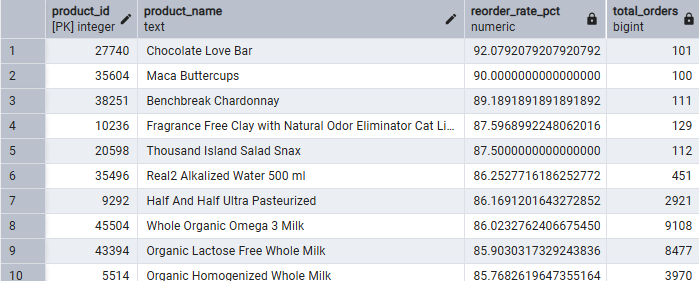 product_id product_name reorder_rate_pct total_orders
[PK] integer text numeric bigint
1 27740 Chocolate Love Bar 92.0792079207920792 101
2 35604 Maca Buttercups 90.0000000000000000 100
3 38251 Benchbreak Chardonnay 89.1891891891891892 111
4 10236 Fragrance Free Clay with Natural Odor Eliminator Cat Li... 87.5968992248062016 129
5 20598 Thousand Island Salad Snax 87.5000000000000000 112
6 35496 Real2 Alkalized Water 500 ml 86.2527716186252772 451
7 9292 Half And Half Ultra Pasteurized 86.1691201643272852 2921
8 45504 Whole Organic Omega 3 Milk 86.0232762406675450 9108
9 43394 Organic Lactose Free Whole Milk 85.9030317329243836 8477
10 5514 Organic Homogenized Whole Milk 85.7682619647355164 3970